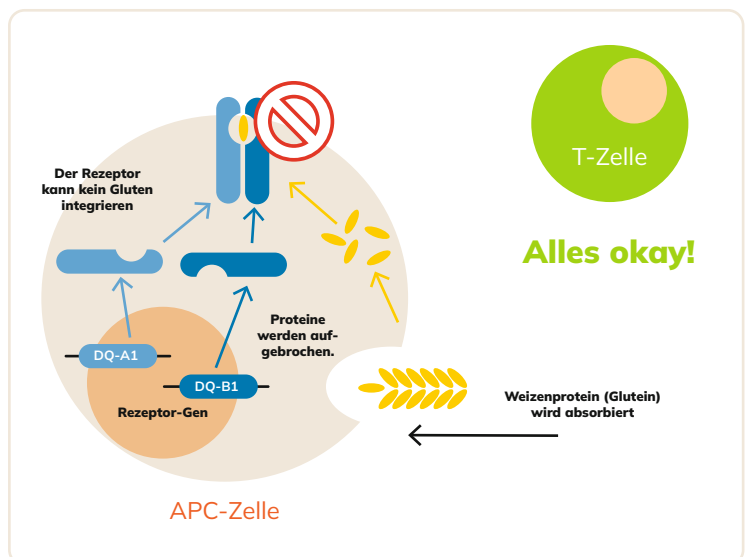 T-Zelle
Alles okay!
Der Rezeptor
kann kein Gluten
integrieren
Proteine
werden auf-
gebrochen.
DQ-A1
DQ-B1
Rezeptor-Gen
Weizenprotein (Glutein)
wird absorbiert
APC-Zelle